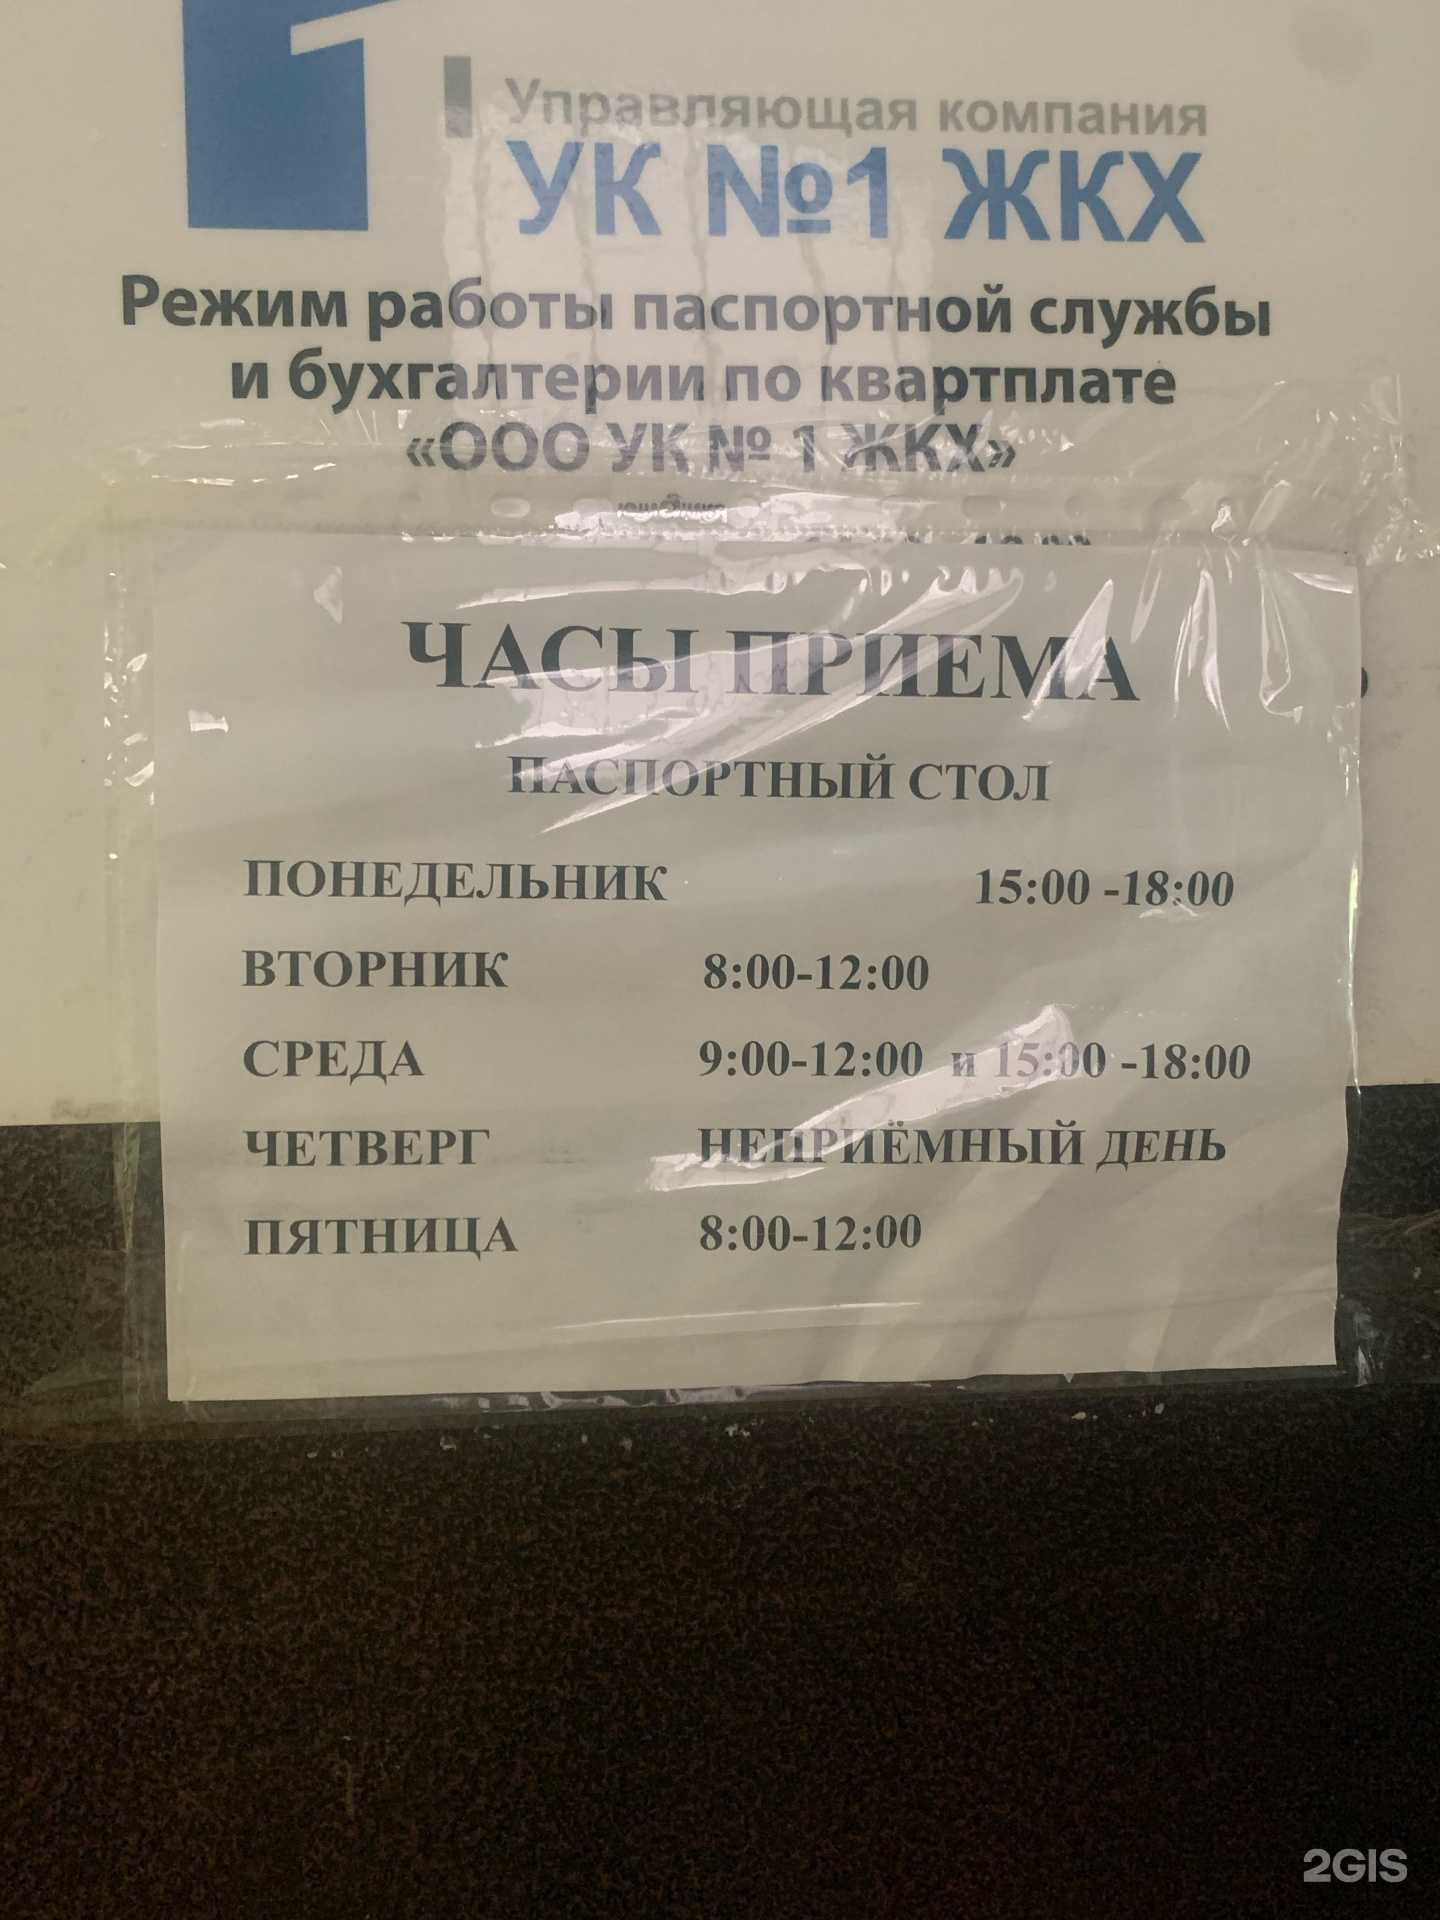 Управляющая компания
УК №1 ЖКХ
Режим работы паспортной службы
и бухгалтерии по квартплате
«ООО УК № 1 ЖКХ»
ЧАСЫ ПРИЕМА
ПАСПОРТНЫЙ СТОЛ
ПОНЕДЕЛЬНИК 15:00 -18:00
ВТОРНИК 8:00-12:00
СРЕДА 9:00-12:00 и 15:00 -18:00
ЧЕТВЕРГ НЕПРИЁМНЫЙ ДЕНЬ
ПЯТНИЦА 8:00-12:00
2GIS